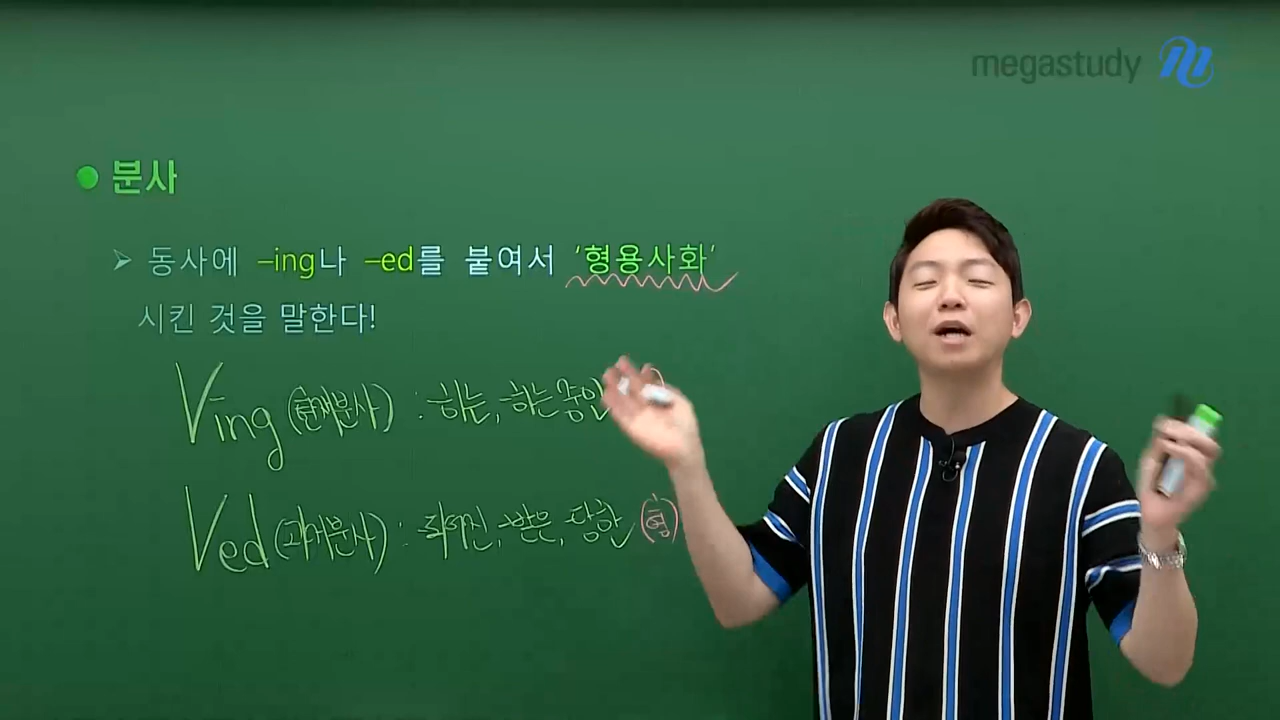 megastudy
분사
동사에 –ing나 –ed를 붙여서 '형용사화'
시킨 것을 말한다!
Ving (현재분사) : ~하는, ~하는 중인
Ved (과거분사) : ~되어진, ~받은, ~당한 (형)